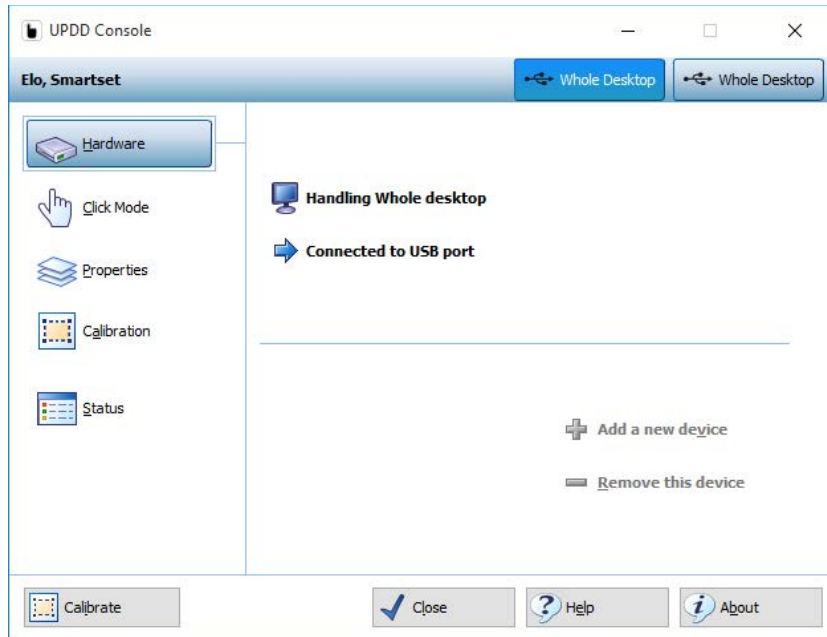 UPDD Console
Elo, Smartset
Whole Desktop
Whole Desktop
Hardware
Click Mode
Properties
Calibration
Status
Handling Whole desktop
Connected to USB port
Add a new device
Remove this device
Calibrate
Close
Help
About